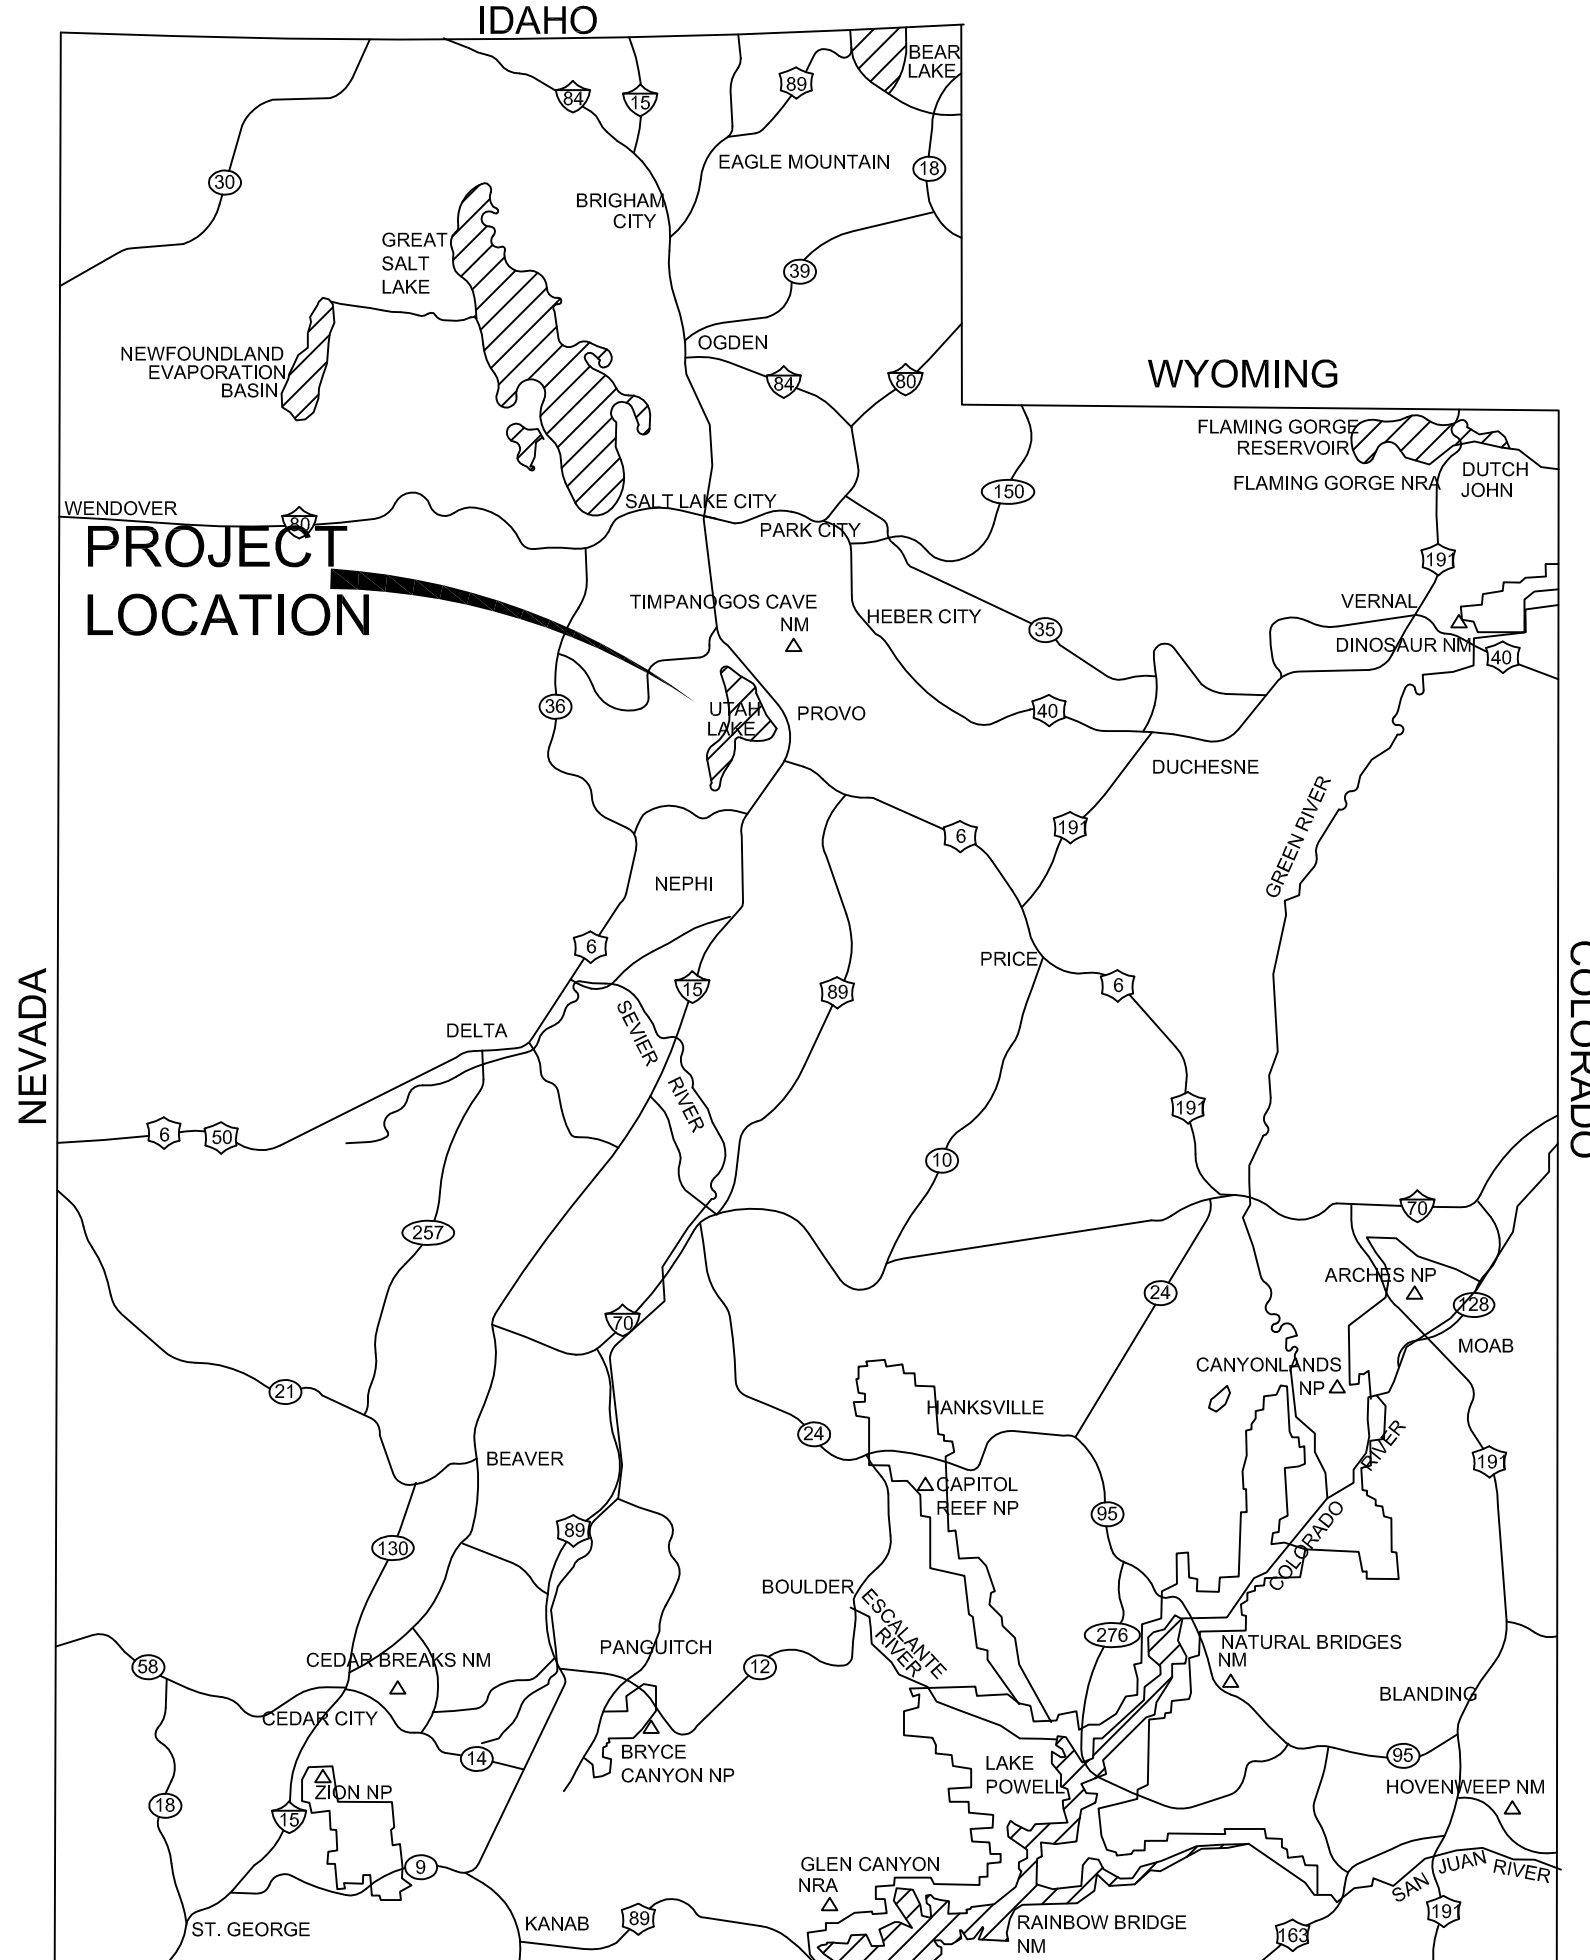 IDAHO
BEAR
LAKE
84
15
89
EAGLE MOUNTAIN
18
30
BRIGHAM
CITY
GREAT
SALT
LAKE
39
OGDEN
NEWFOUNDLAND
EVAPORATION
BASIN
84
80
WYOMING
FLAMING GORGE
RESERVOIR
FLAMING GORGE NRA
DUTCH
JOHN
150
WENDOVER
80
SALT LAKE CITY
PARK CITY
PROJECT
LOCATION
191
TIMPANOGOS CAVE
NM
HEBER CITY
35
VERNAL
DINOSAUR NM
40
36
UTAH
LAKE
PROVO
40
DUCHESNE
GREEN RIVER
6
191
NEPHI
6
PRICE
15
89
6
NEVADA
COLORADO
DELTA
SEVIER
RIVER
191
6
50
10
257
70
24
ARCHES NP
128
70
MOAB
CANYONLANDS
NP
21
HANKSVILLE
24
RIVER
BEAVER
191
CAPITOL
REEF NP
95
89
130
COLORADO
BOULDER
ESCALANTE
RIVER
276
NATURAL BRIDGES
NM
PANGUITCH
CEDAR BREAKS NM
58
12
BLANDING
CEDAR CITY
14
BRYCE
CANYON NP
95
LAKE
POWELL
HOVENWEEP NM
ZION NP
18
15
9
GLEN CANYON
NRA
SAN JUAN RIVER
191
ST. GEORGE
KANAB
89
RAINBOW BRIDGE
NM
163